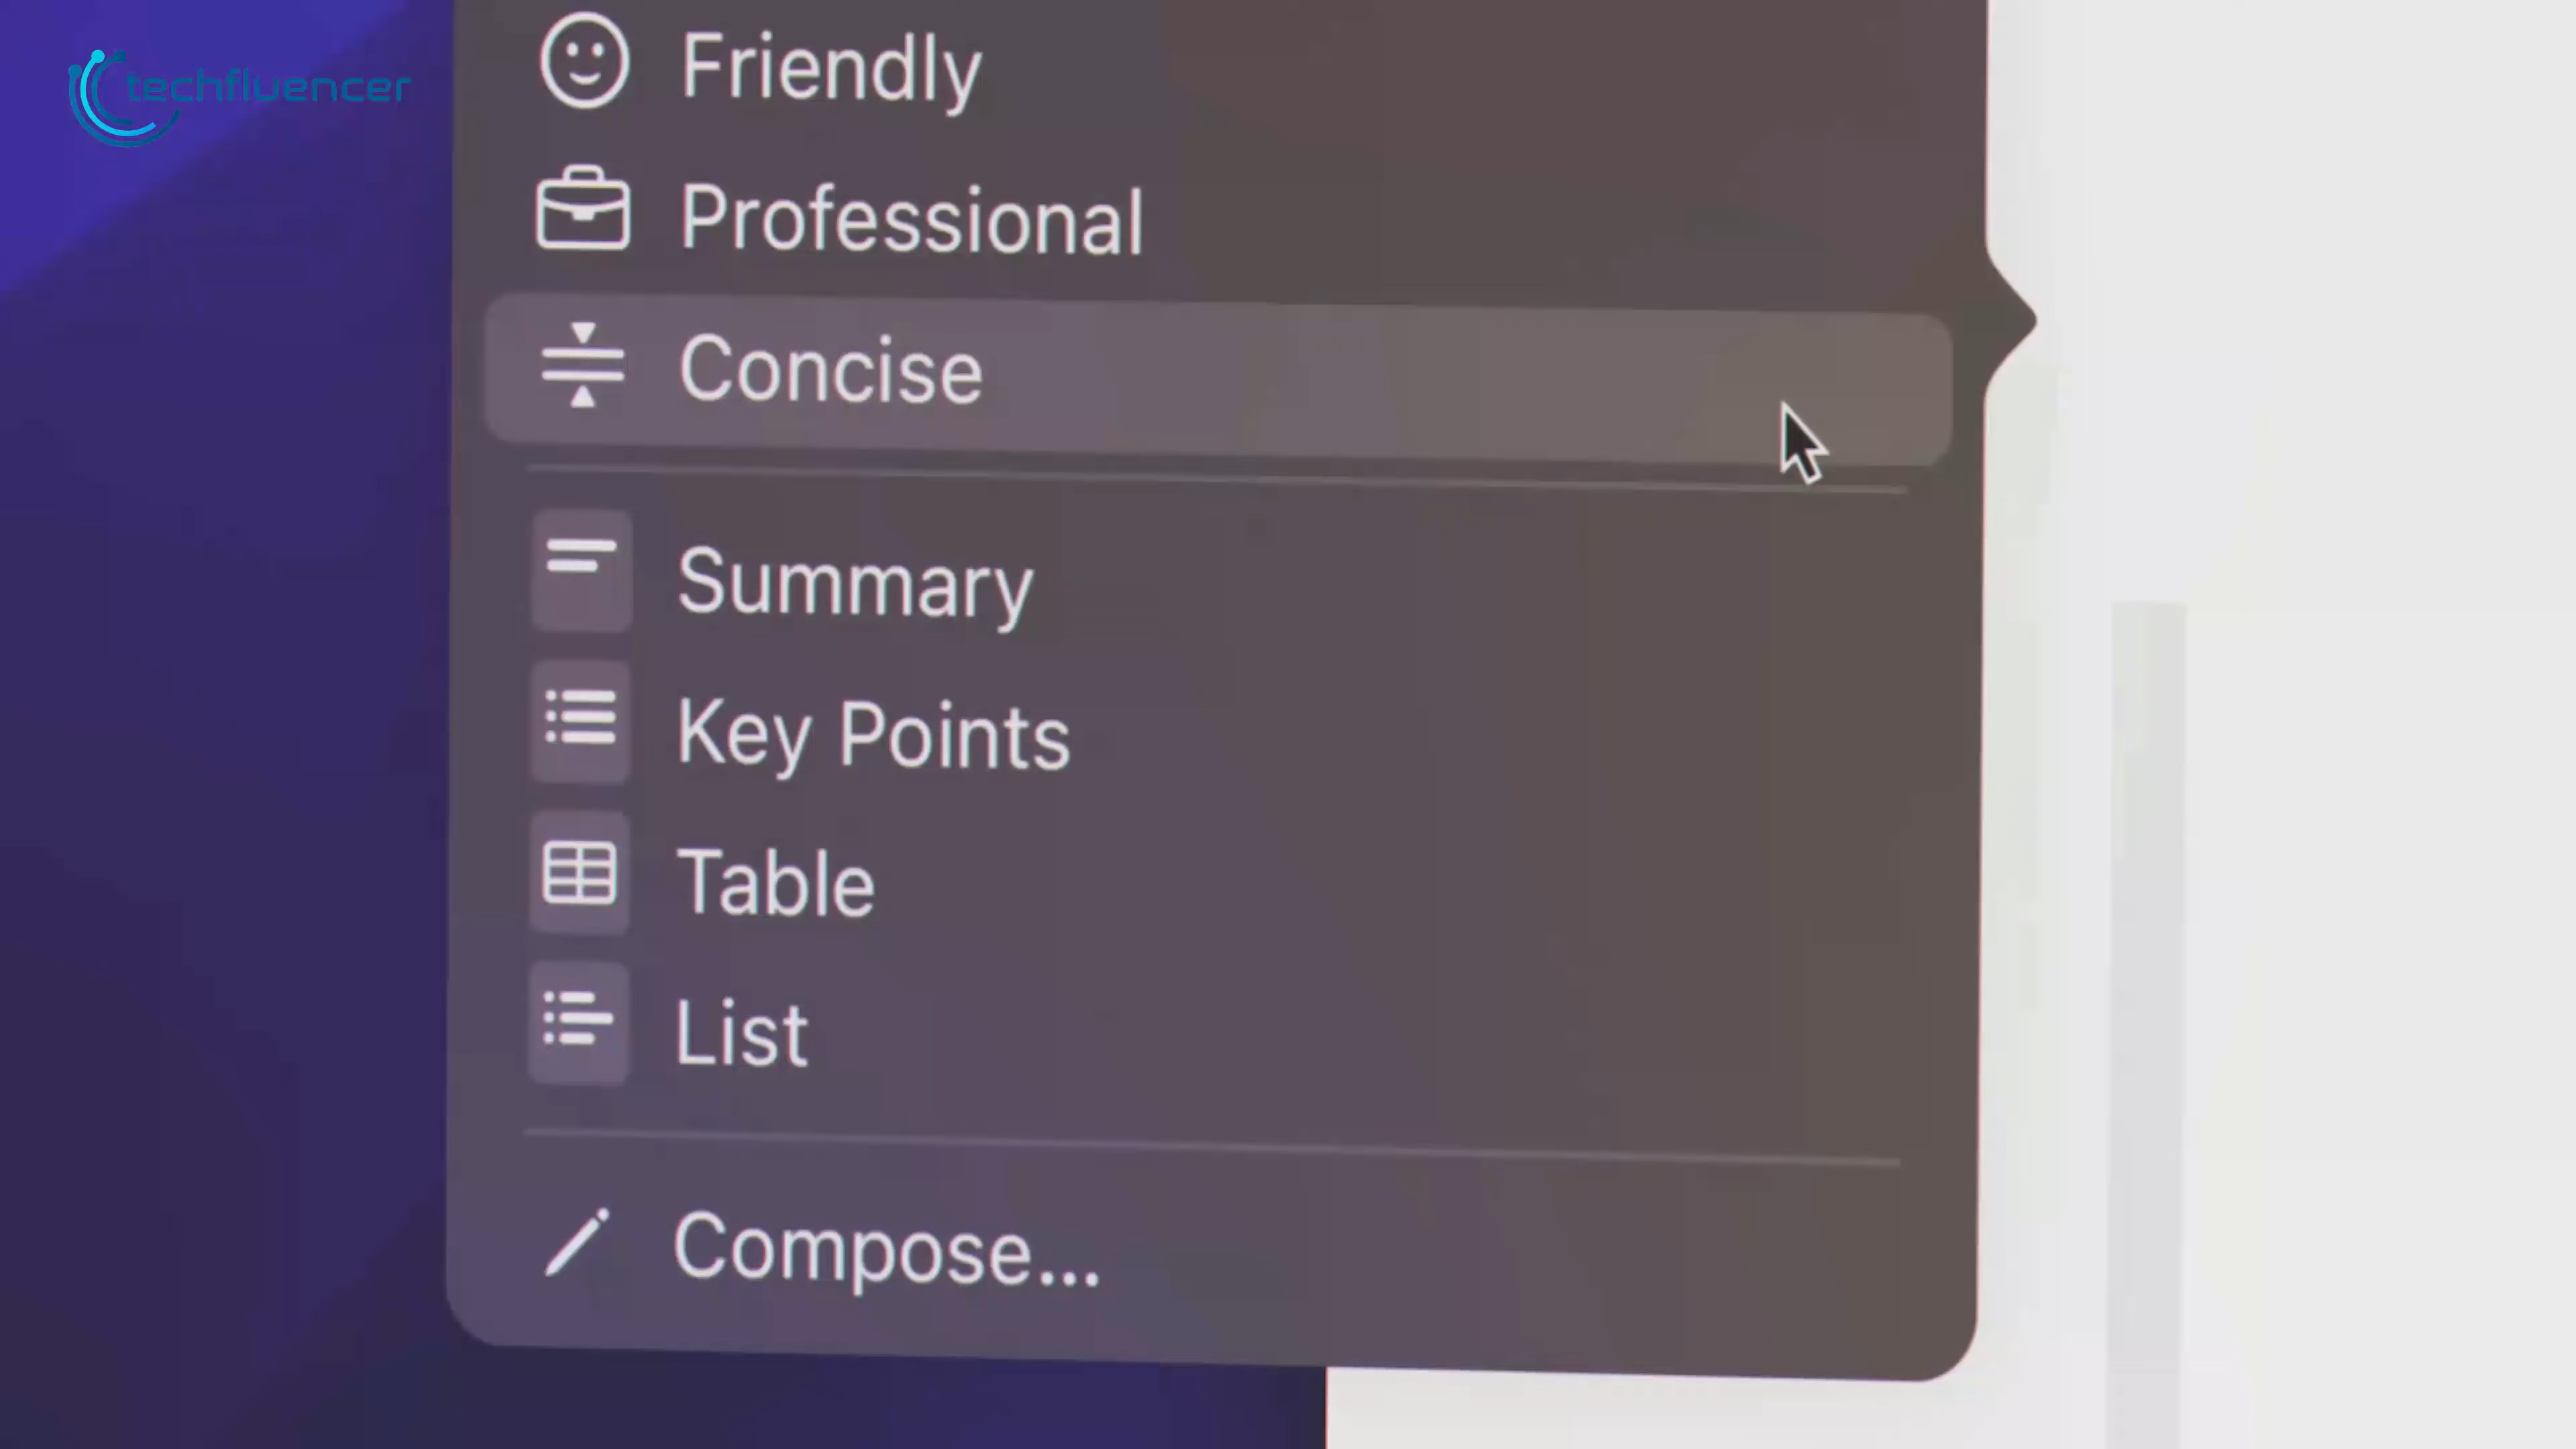 techfluencer
Friendly
Professional
Concise
Summary
Key Points
Table
List
Compose...